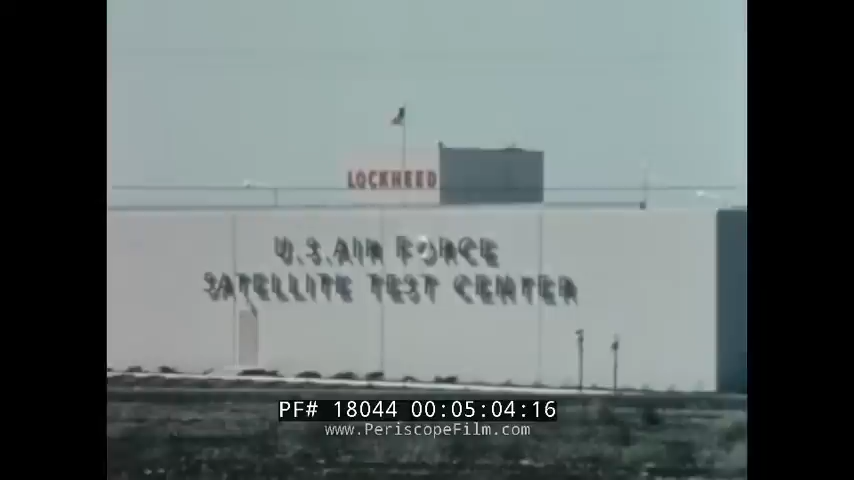 LOCKHEED
U.S. AIR FORCE
SATELLITE TEST CENTER
PF# 18044 00:05:04:16
www.PeriscopeFilm.com